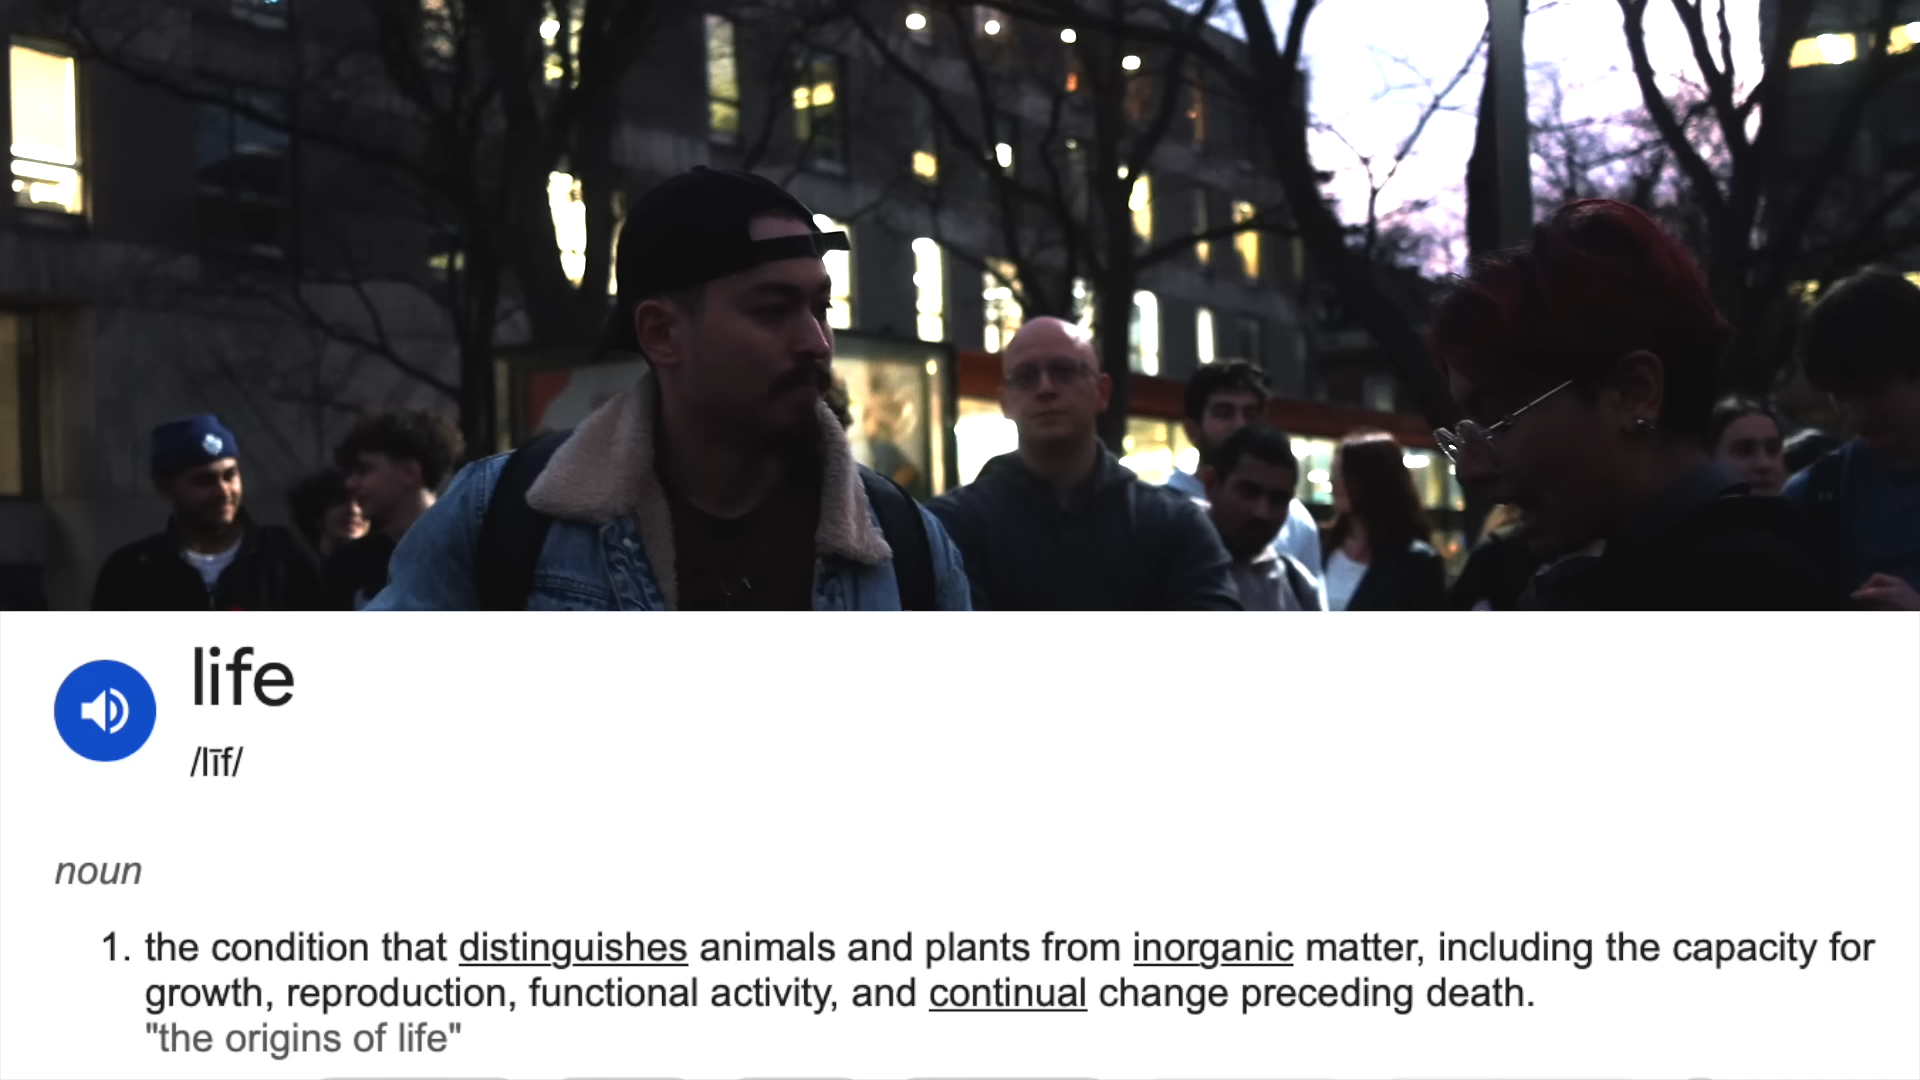 life
/līf/
noun
1. the condition that distinguishes animals and plants from inorganic matter, including the capacity for
growth, reproduction, functional activity, and continual change preceding death.
"the origins of life"